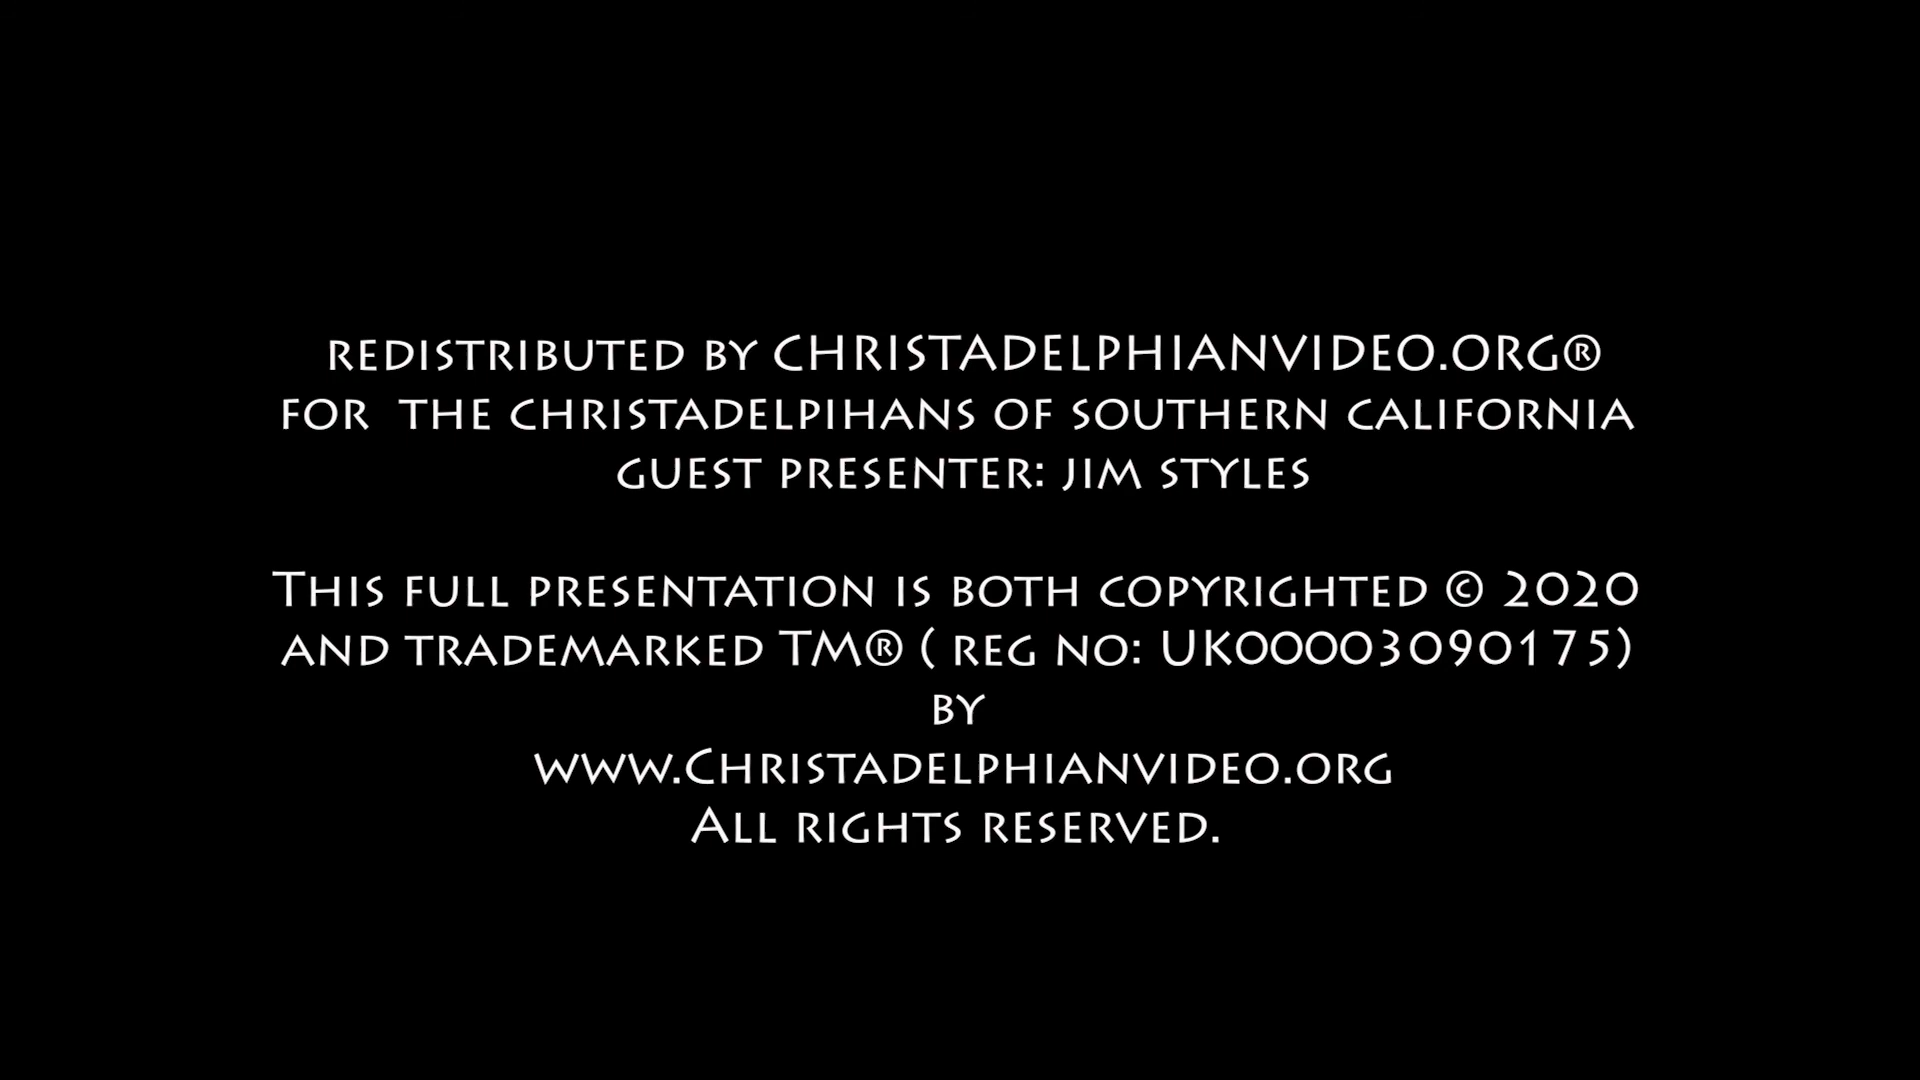 REDISTRIBUTED BY CHRISTADELPHIANVIDEO.ORG®
FOR THE CHRISTADELPIHANS OF SOUTHERN CALIFORNIA
GUEST PRESENTER: JIM STYLES
THIS FULL PRESENTATION IS BOTH COPYRIGHTED © 2020
AND TRADEMARKED TM® ( REG NO: UK00003090175)
BY
WWW.CHRISTADELPHIANVIDEO.ORG
ALL RIGHTS RESERVED.